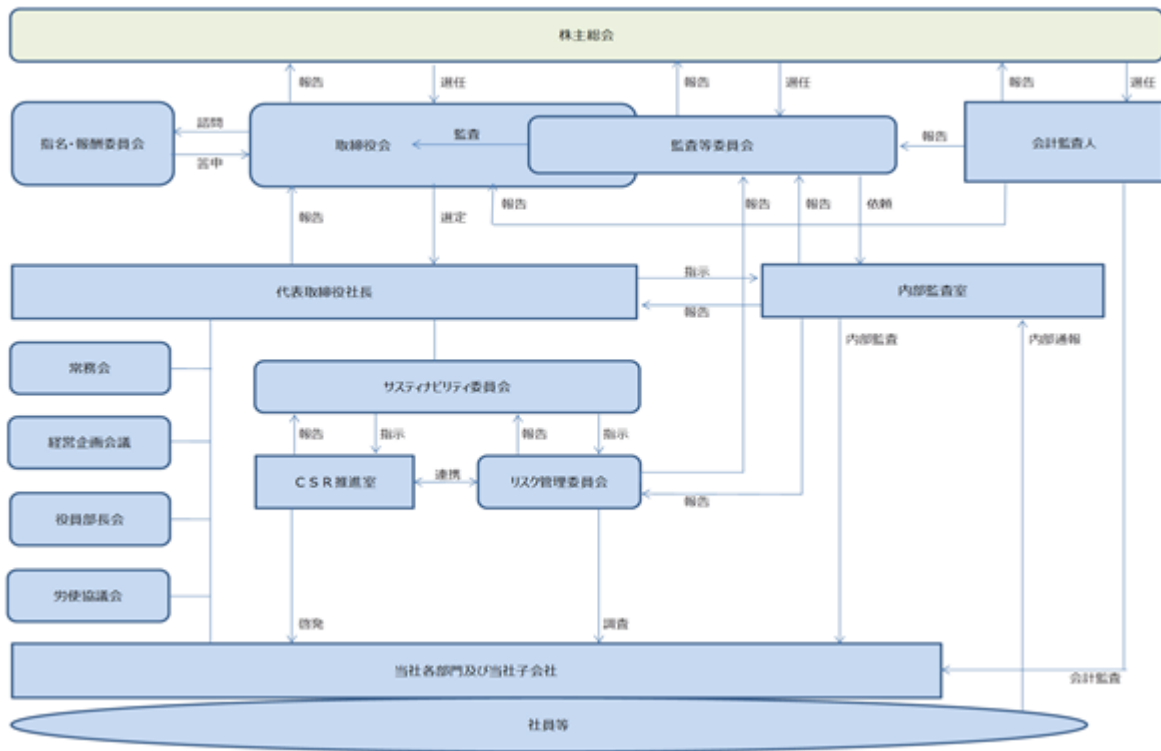 株主総会
報告
選任
報告
選任
報告
選任
指名・報酬委員会
諮問
答申
取締役会
監査
監査等委員会
報告
会計監査人
報告
選定
報告
報告
報告
依頼
代表取締役社長
指示
報告
内部監査室
内部監査
内部通報
常務会
サスティナビリティ委員会
経営企画会議
報告
指示
報告
指示
CSR推進室
連携
リスク管理委員会
報告
役員部長会
労使協議会
啓発
調査
当社各部門及び当社子会社
会計監査
社員等